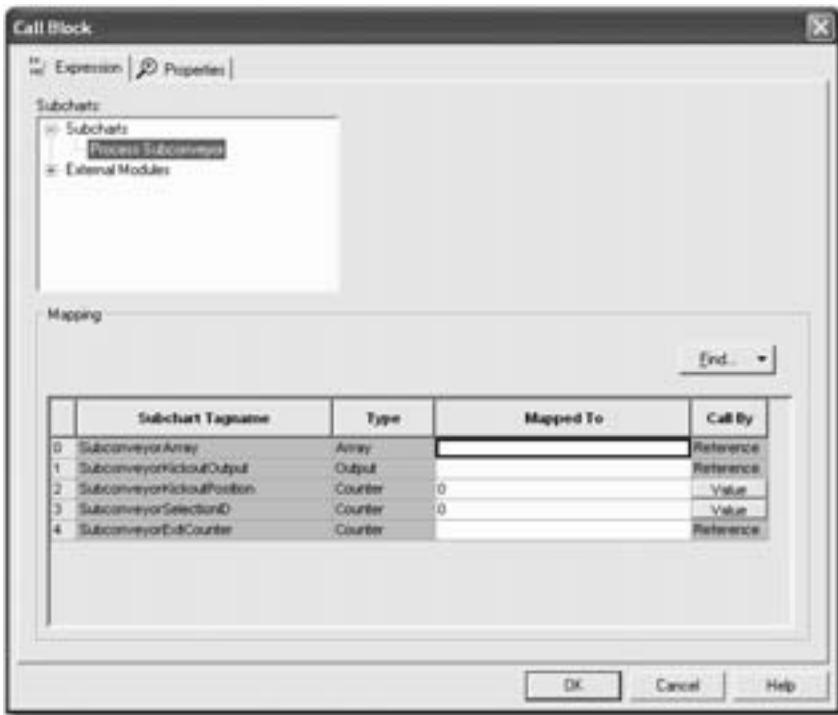 Call Block
Expression Properties
Subcharts:
Subcharts
Process Subconveyor
External Modules
Mapping
Find...
Subchart Tagname Type Mapped To Call By
0 SubconveyorArray Array Reference
1 SubconveyorKickoutOutput Output Reference
2 SubconveyorKickoutPosition Counter 0 Value
3 SubconveyorSelectionID Counter 0 Value
4 SubconveyorExitCounter Counter Reference
OK Cancel Help